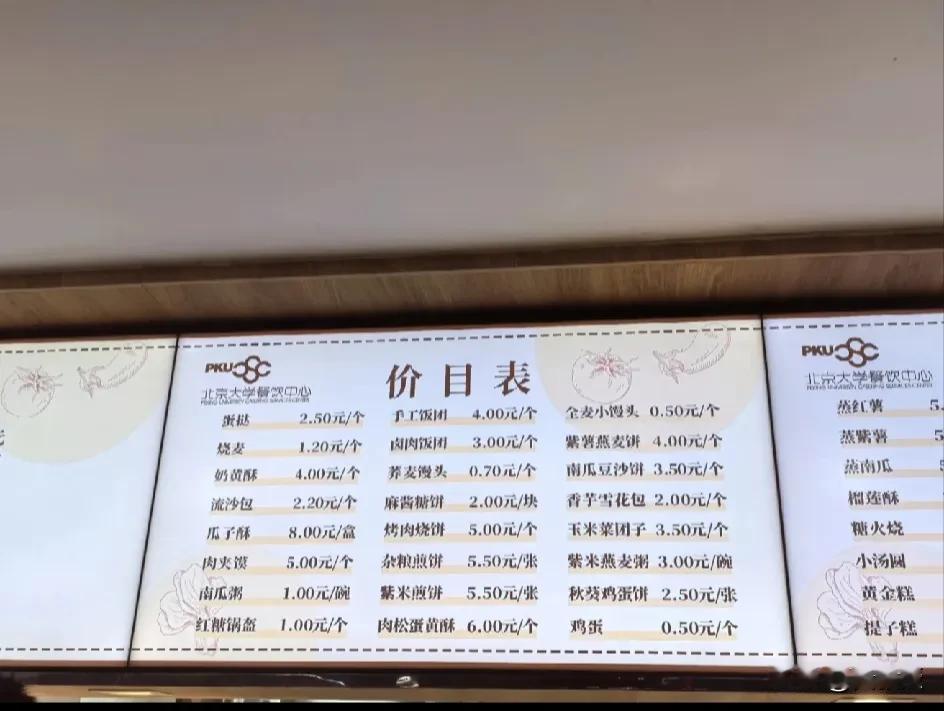 PKU
北京大学餐饮中心
价目表
蛋挞 2.50元/个
烧麦 1.20元/个
奶黄酥 4.00元/个
流沙包 2.20元/个
瓜子酥 8.00元/盒
肉夹馍 5.00元/个
南瓜粥 1.00元/碗
红糖锅盔 1.00元/个
手工饭团 4.00元/个
卤肉饭团 3.00元/个
荞麦馒头 0.70元/个
麻酱糖饼 2.00元/块
烤肉烧饼 5.00元/个
杂粮煎饼 5.50元/张
紫米煎饼 5.50元/张
肉松蛋黄酥 6.00元/个
全麦小馒头 0.50元/个
紫薯燕麦饼 4.00元/个
南瓜豆沙饼 3.50元/个
香芋雪花包 2.00元/个
玉米菜团子 3.50元/个
紫米燕麦粥 3.00元/碗
秋葵鸡蛋饼 2.50元/张
鸡蛋 0.50元/个
PKU
北京大学餐饮中心
蒸红薯
蒸紫薯
蒸南瓜
榴莲酥
糖火烧
小汤圆
黄金糕
提子糕